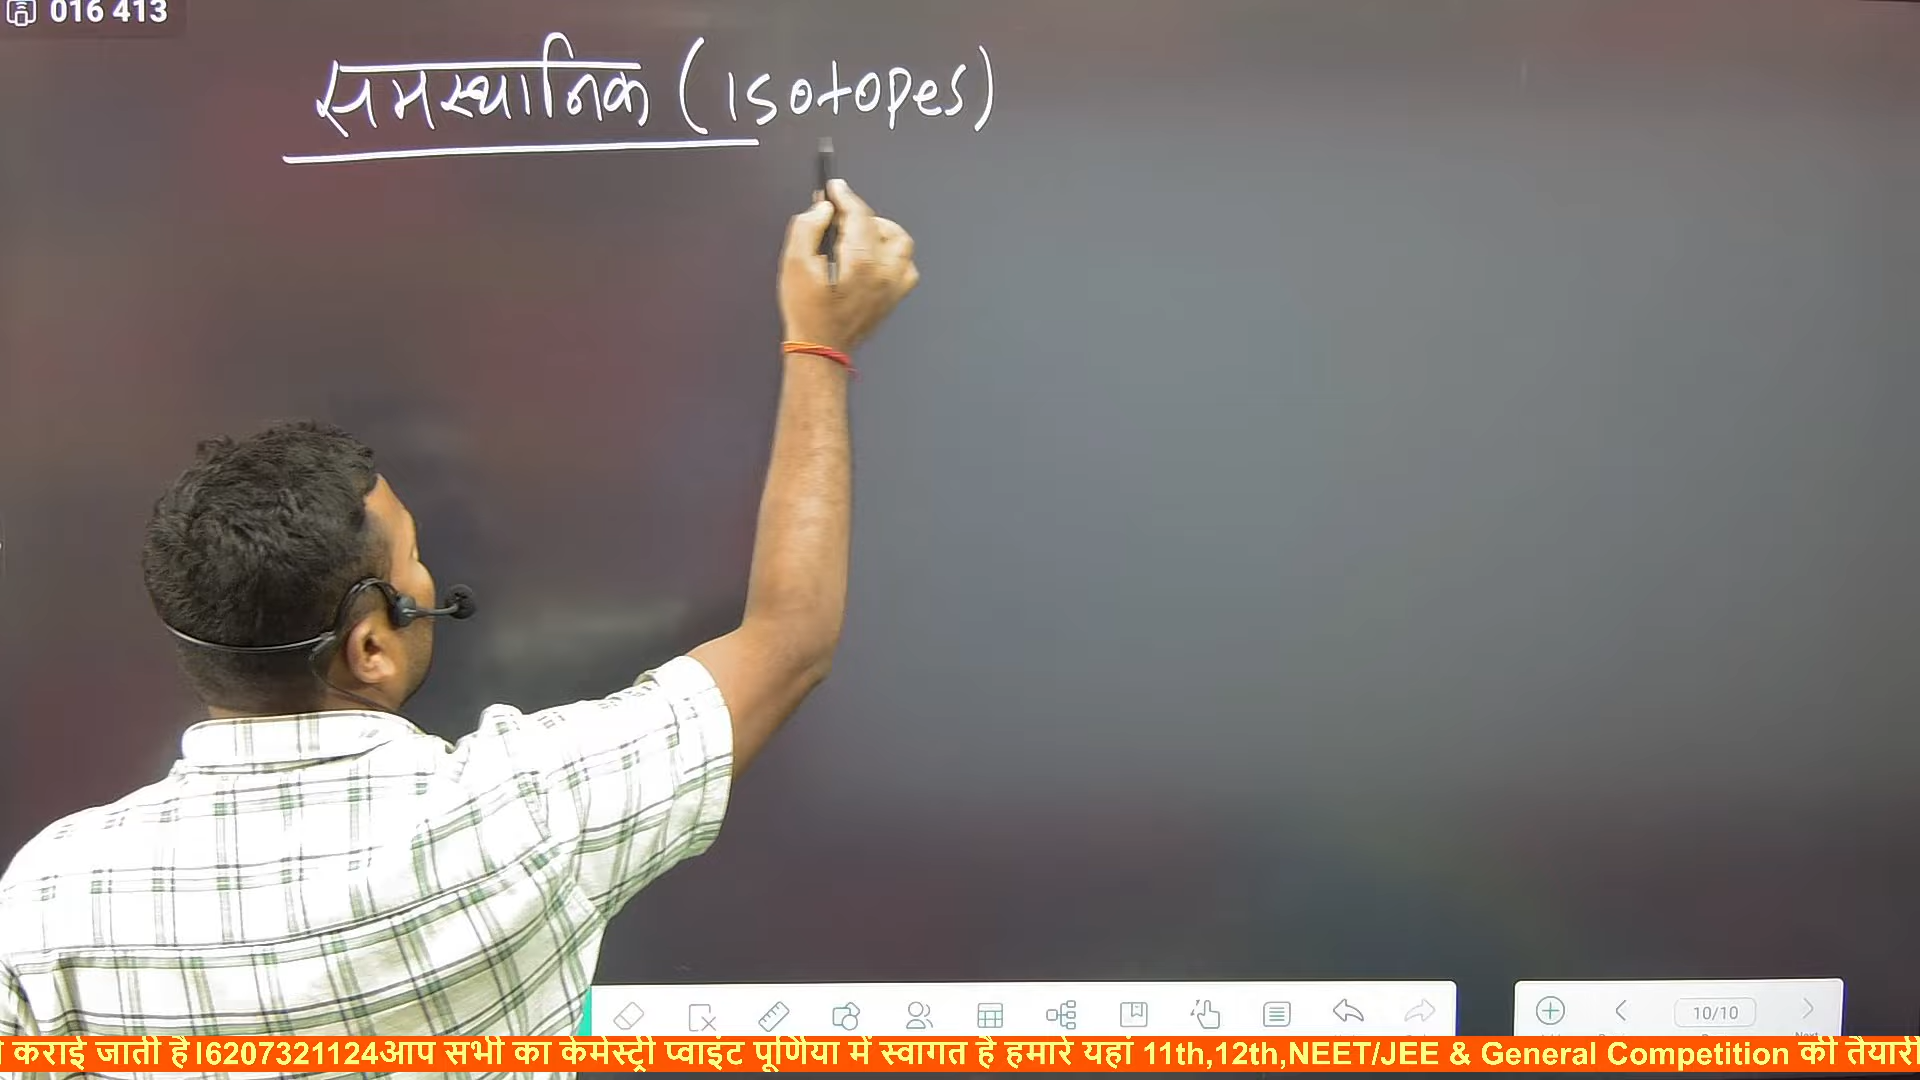 016 413
समस्थानिक (Isotopes)
10/10
कराई जाती है।6207321124आप सभी का केमेस्ट्री प्वाइंट पूर्णिया में स्वागत है हमारे यहां 11th,12th,NEET/JEE & General Competition की तैयारी